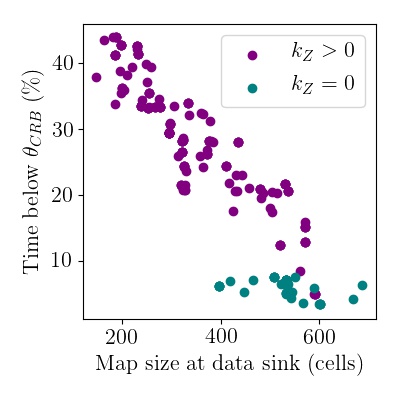 40
30
20
10
Time below θ_CRB (%)
k_Z > 0
k_Z = 0
200
400
600
Map size at data sink (cells)